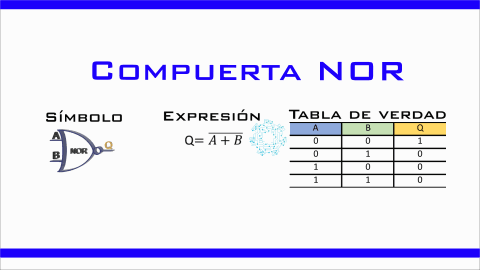 Compuerta NOR
Símbolo
A
B
NOR
Q
Expresión
Q= \overline{A + B}
Tabla de verdad
A B Q
0 0 1
0 1 0
1 0 0
1 1 0